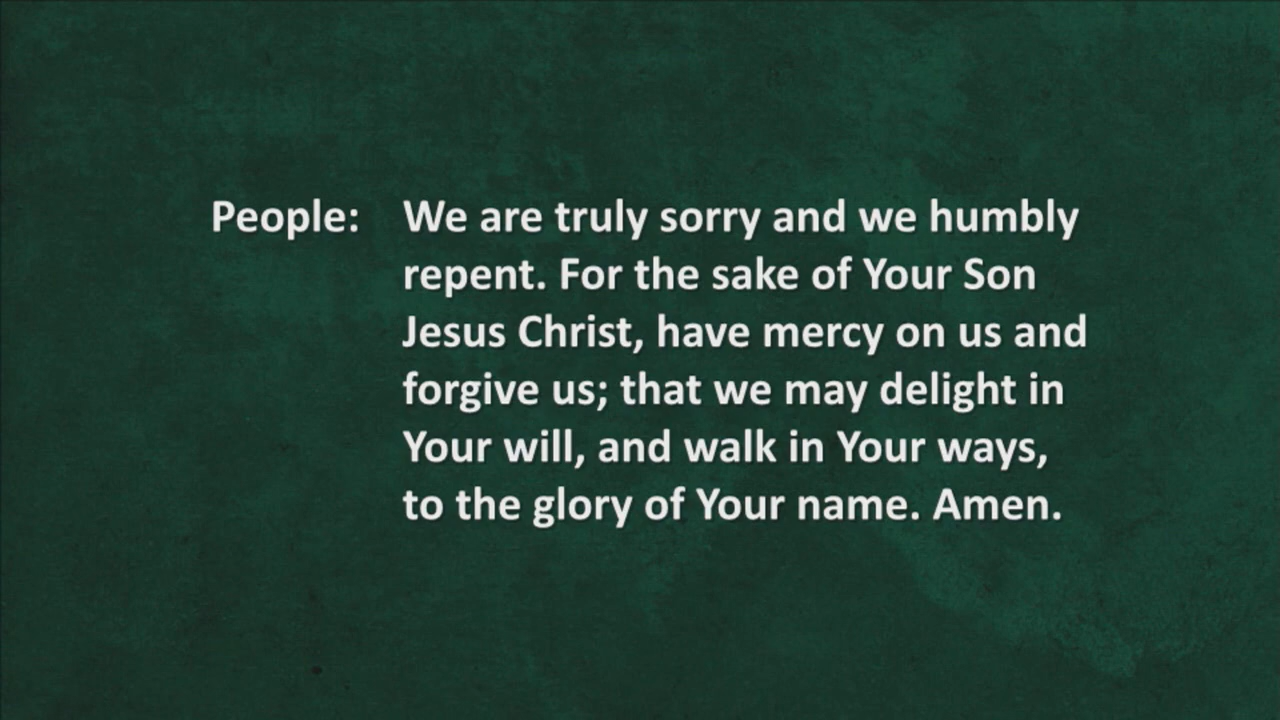 People: We are truly sorry and we humbly
repent. For the sake of Your Son
Jesus Christ, have mercy on us and
forgive us; that we may delight in
Your will, and walk in Your ways,
to the glory of Your name. Amen.